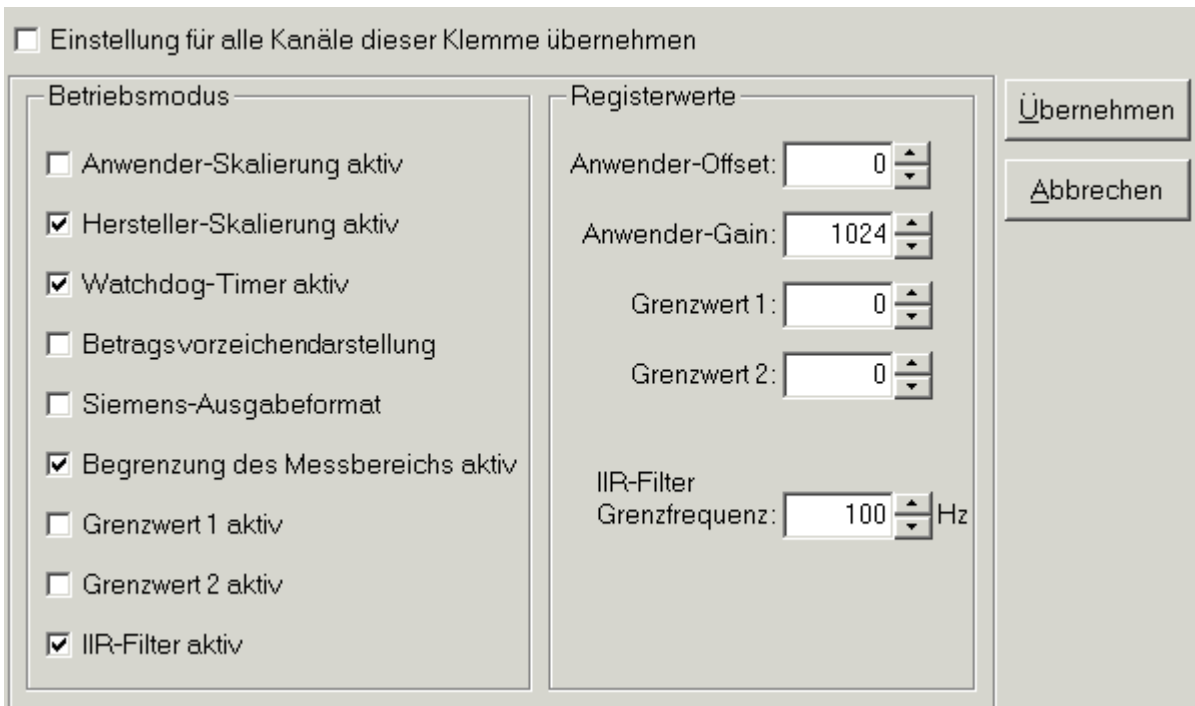 Einstellung für alle Kanäle dieser Klemme übernehmen
Betriebsmodus
Anwender-Skalierung aktiv
Hersteller-Skalierung aktiv
Watchdog-Timer aktiv
Betragsvorzeichendarstellung
Siemens-Ausgabeformat
Begrenzung des Messbereichs aktiv
Grenzwert 1 aktiv
Grenzwert 2 aktiv
IIR-Filter aktiv
Registerwerte
Anwender-Offset: 0
Anwender-Gain: 1024
Grenzwert 1: 0
Grenzwert 2: 0
IIR-Filter
Grenzfrequenz: 100 Hz
Übernehmen
Abbrechen